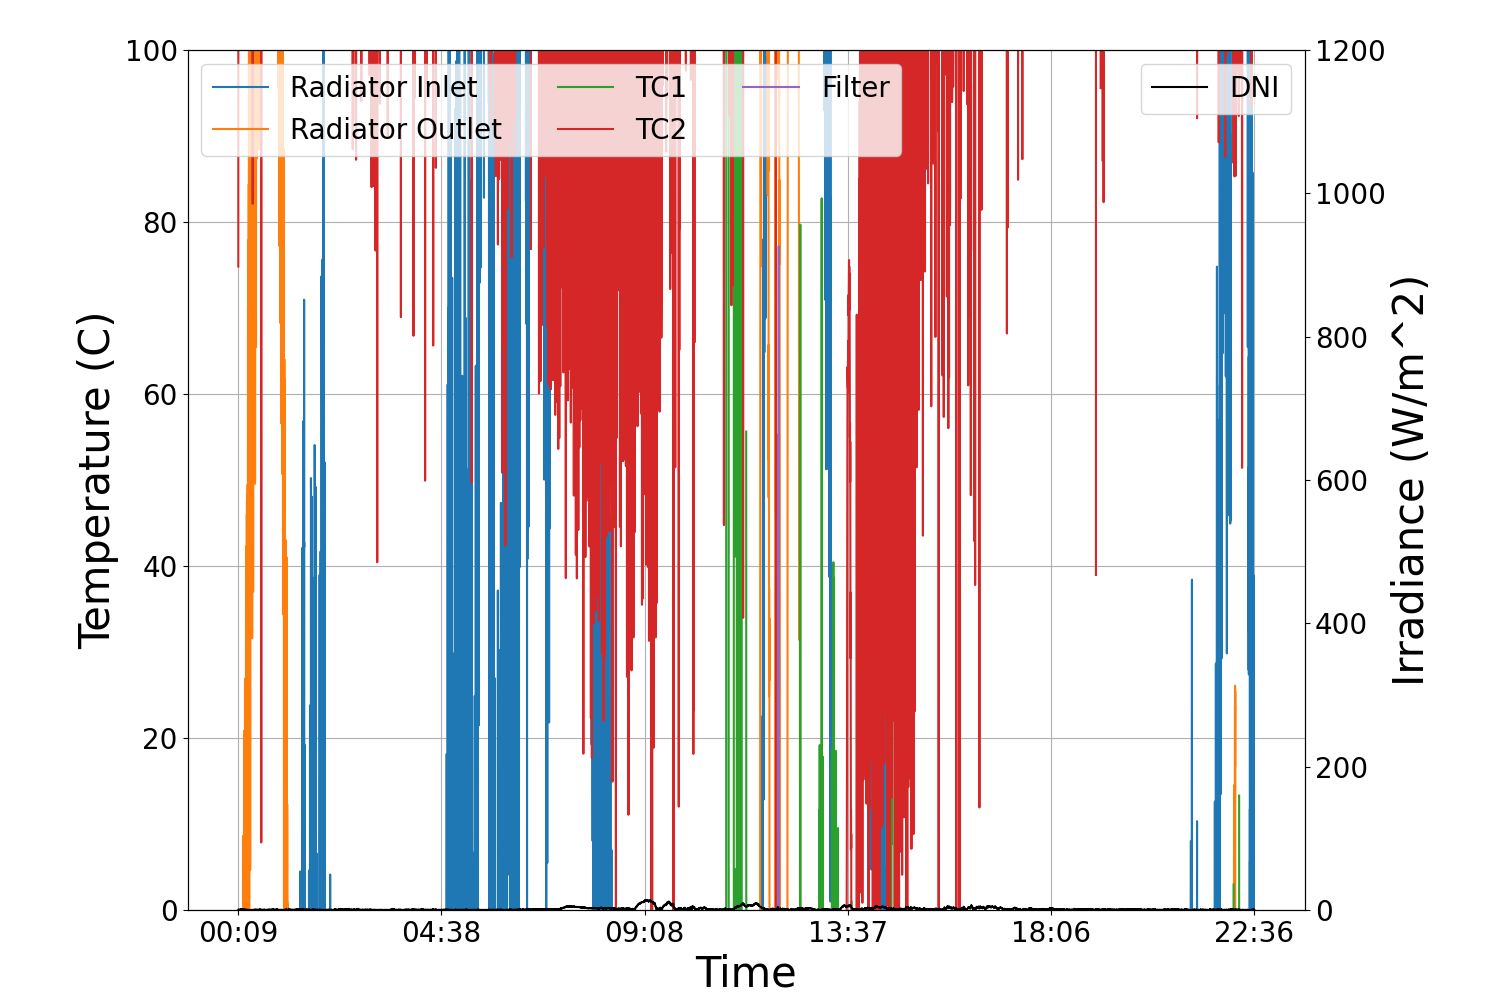 Radiator Inlet
Radiator Outlet
TC1
TC2
Filter
DNI
Temperature (C)
100
80
60
40
20
0
1200
1000
800
600
400
200
0
Irradiance (W/m^2)
00:09 04:38 09:08 13:37 18:06 22:36
Time